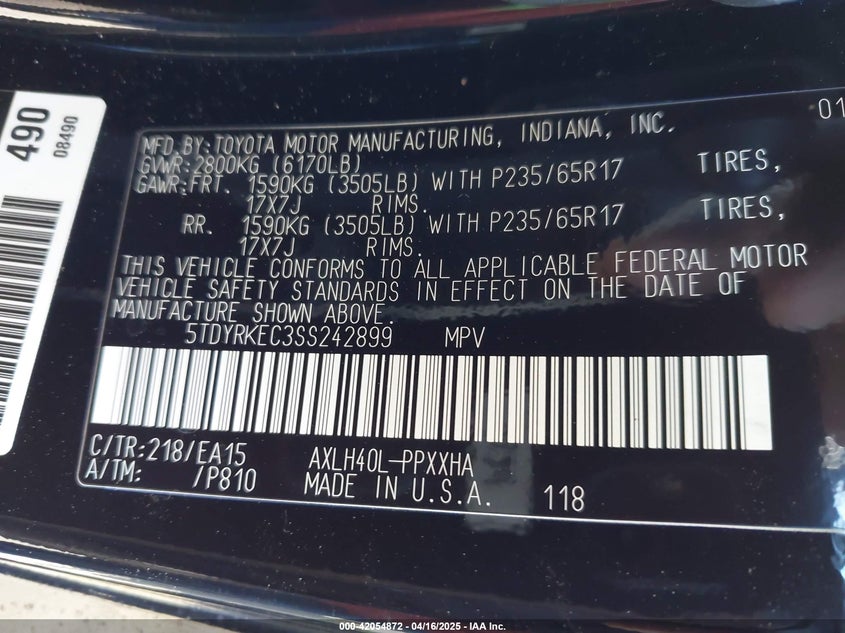 490
08490
01
MFD.BY:TOYOTA MOTOR MANUFACTURING, INDIANA, INC.
GVWR:2800KG (6170LB)
GAWR:FRT. 1590KG (3505LB) WITH P235/65R17 TIRES,
17X7J RIMS.
RR. 1590KG (3505LB) WITH P235/65R17 TIRES,
17X7J RIMS.
THIS VEHICLE CONFORMS TO ALL APPLICABLE FEDERAL MOTOR
VEHICLE SAFETY STANDARDS IN EFFECT ON THE DATE OF
MANUFACTURE SHOWN ABOVE.
5TDYRKEC3SS242899 MPV
C/TR:218/EA15 AXLH40L-PPXXHA
A/TM: /P810 MADE IN U.S.A. 118
000-42054872 - 04/16/2025 - IAA Inc.